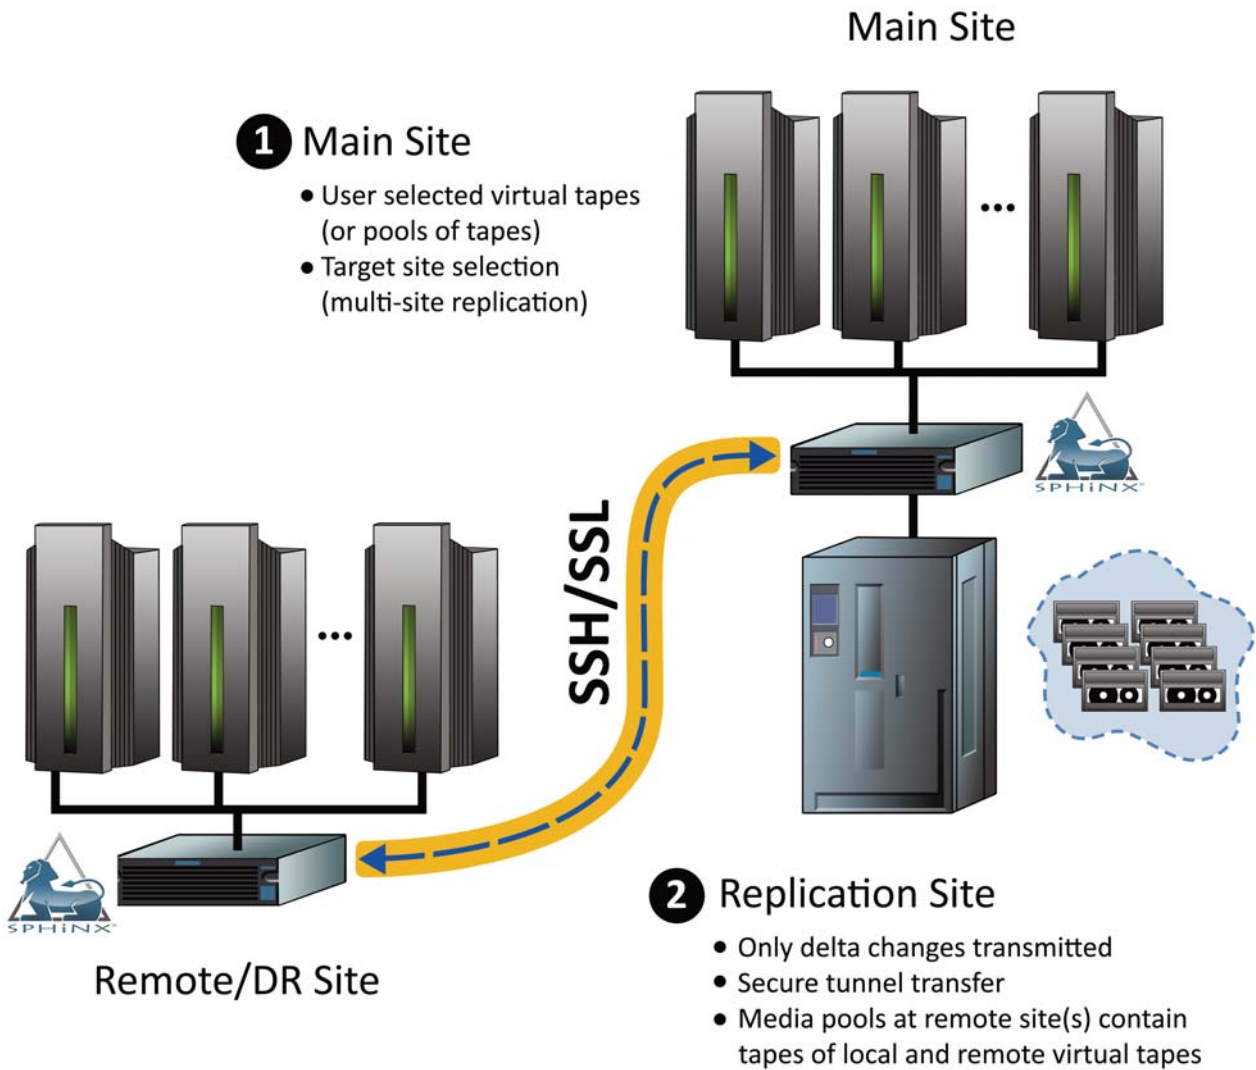 Main Site
1 Main Site
• User selected virtual tapes
(or pools of tapes)
• Target site selection
(multi-site replication)
...
SPHiNX™
SSH/SSL
...
SPHiNX™
Remote/DR Site
2 Replication Site
• Only delta changes transmitted
• Secure tunnel transfer
• Media pools at remote site(s) contain
tapes of local and remote virtual tapes